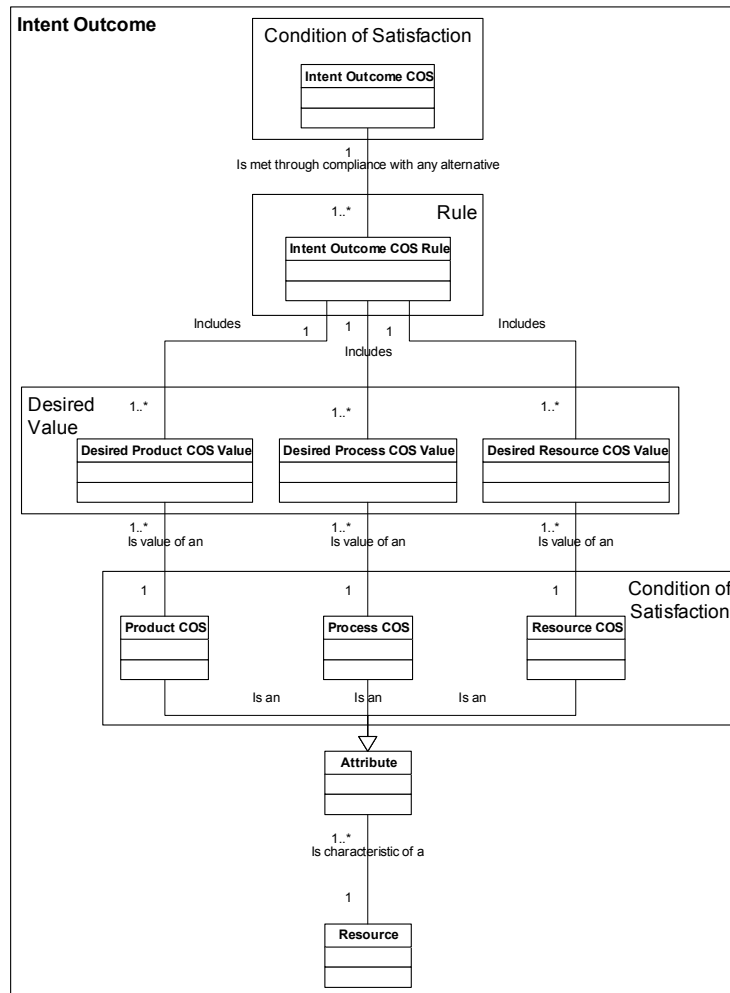 Intent Outcome
Condition of Satisfaction
Intent Outcome COS
1
Is met through compliance with any alternative
1..*
Rule
Intent Outcome COS Rule
Includes
1
1
1
Includes
Includes
Desired
Value
1..*
1..*
1..*
Desired Product COS Value
Desired Process COS Value
Desired Resource COS Value
1..*
1..*
1..*
Is value of an
Is value of an
Is value of an
Condition of
Satisfaction
1
1
1
Product COS
Process COS
Resource COS
Is an
Is an
Is an
Attribute
1..*
Is characteristic of a
1
Resource